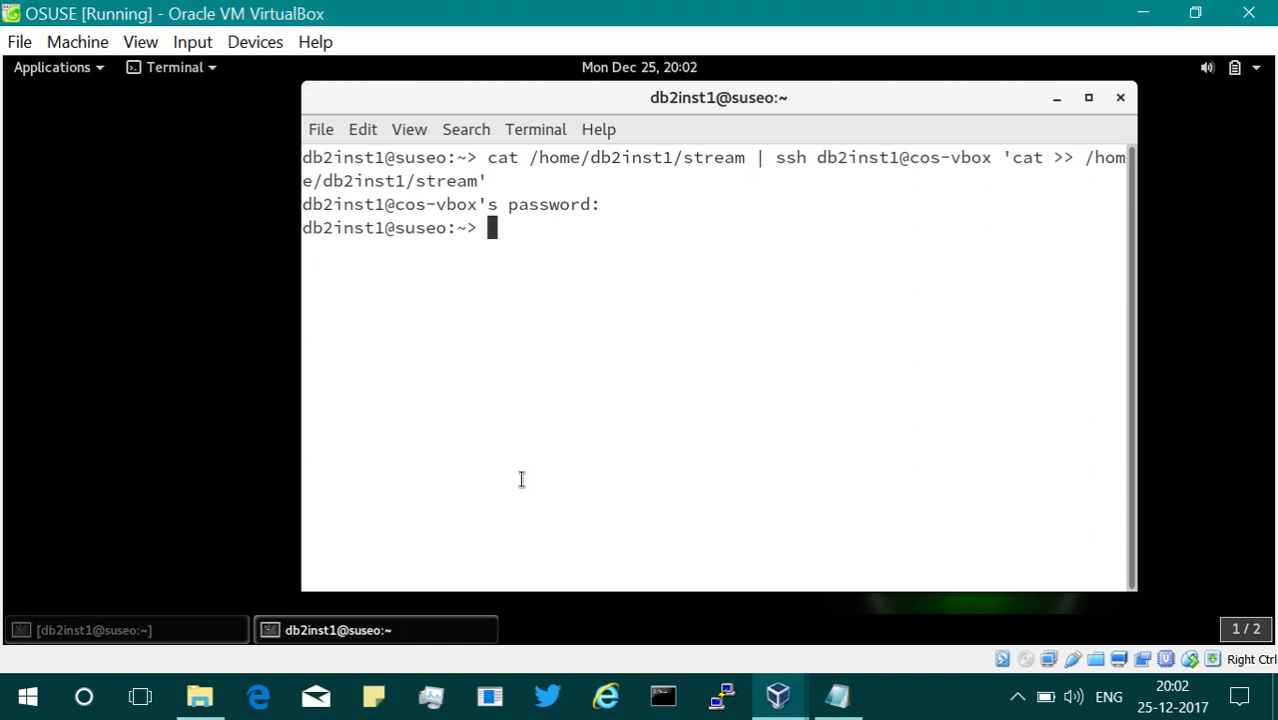 OSUSE [Running] - Oracle VM VirtualBox
File Machine View Input Devices Help
Applications Terminal Mon Dec 25, 20:02
db2inst1@suseo:~
File Edit View Search Terminal Help
db2inst1@suseo:~> cat /home/db2inst1/stream | ssh db2inst1@cos-vbox 'cat >> /hom
e/db2inst1/stream'
db2inst1@cos-vbox's password:
db2inst1@suseo:~>
[db2inst1@suseo:~] db2inst1@suseo:~ 1 / 2
Right Ctrl
ENG 20:02
25-12-2017